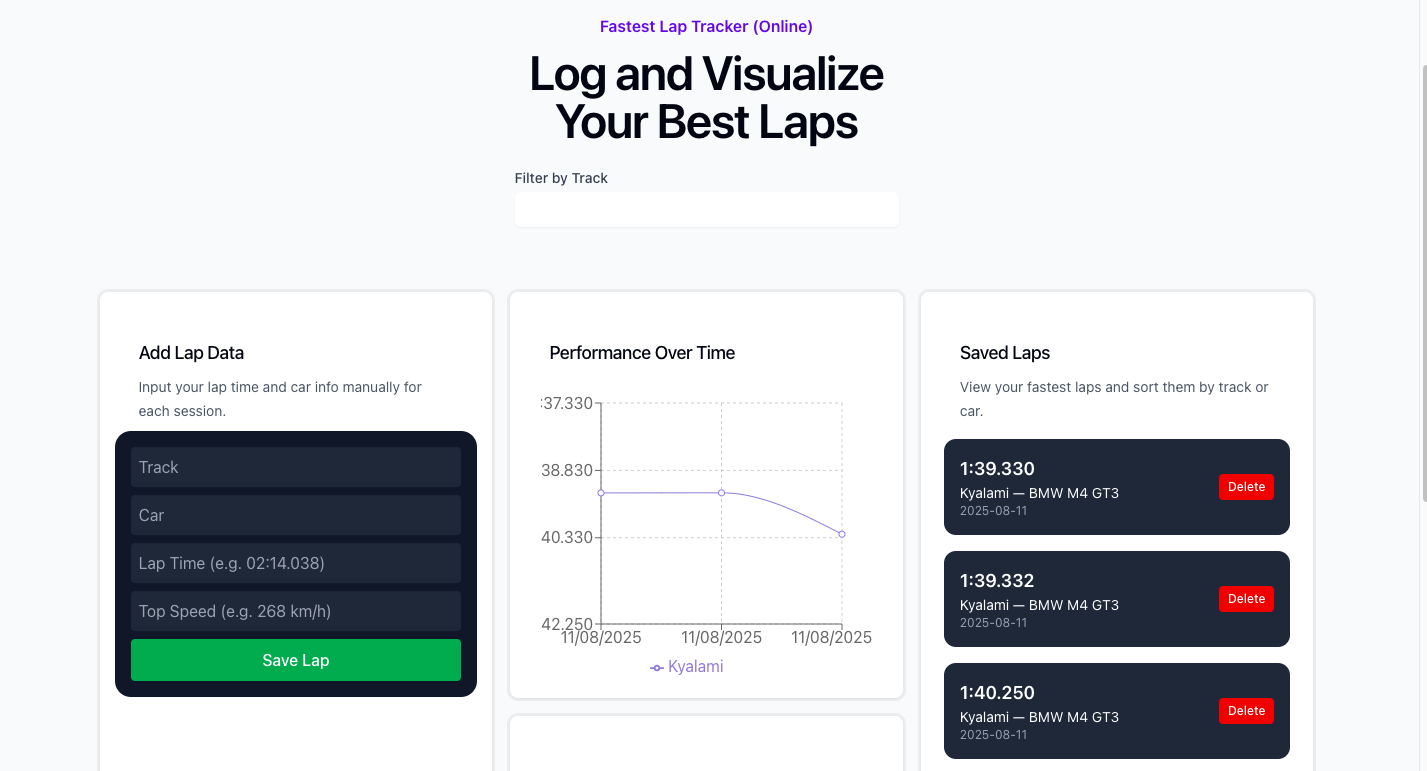 Fastest Lap Tracker (Online)
Log and Visualize
Your Best Laps
Filter by Track
Add Lap Data
Input your lap time and car info manually for
each session.
Track
Car
Lap Time (e.g. 02:14.038)
Top Speed (e.g. 268 km/h)
Save Lap
Performance Over Time
:37.330
38.830
40.330
42.250
11/08/2025 11/08/2025 11/08/2025
Kyalami
Saved Laps
View your fastest laps and sort them by track or
car.
1:39.330
Kyalami — BMW M4 GT3
2025-08-11
Delete
1:39.332
Kyalami — BMW M4 GT3
2025-08-11
Delete
1:40.250
Kyalami — BMW M4 GT3
2025-08-11
Delete